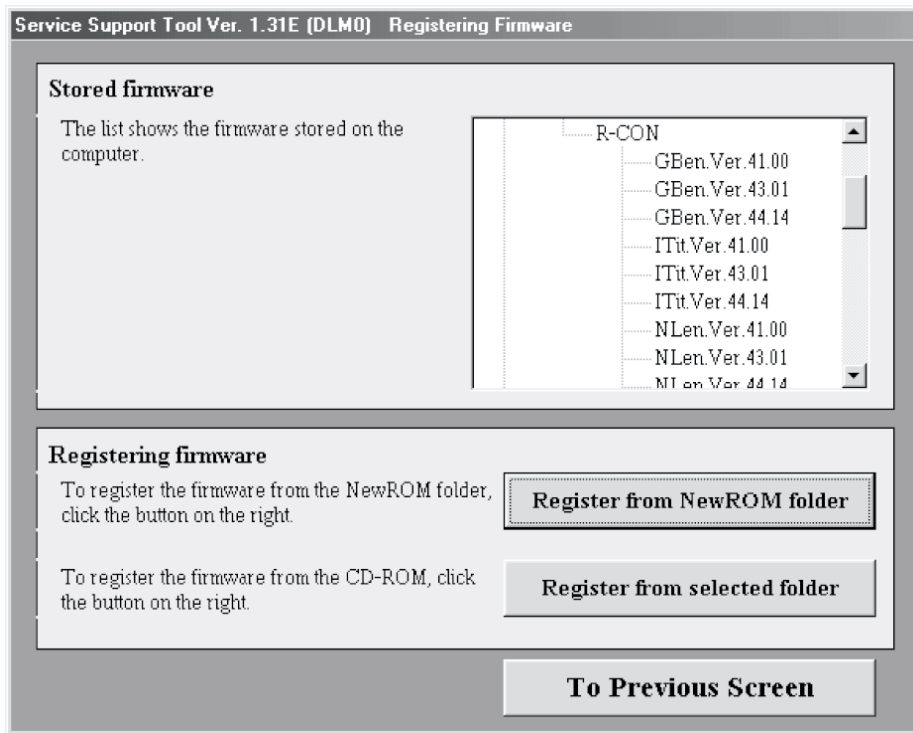 Service Support Tool Ver. 1.31E (DLM0)   Registering Firmware
Stored firmware
The list shows the firmware stored on the
computer.
R-CON
GBen.Ver.41.00
GBen.Ver.43.01
GBen.Ver.44.14
ITit.Ver.41.00
ITit.Ver.43.01
ITit.Ver.44.14
NLen.Ver.41.00
NLen.Ver.43.01
NLen.Ver.44.14
Registering firmware
To register the firmware from the NewROM folder,
click the button on the right.
Register from NewROM folder
To register the firmware from the CD-ROM, click
the button on the right.
Register from selected folder
To Previous Screen